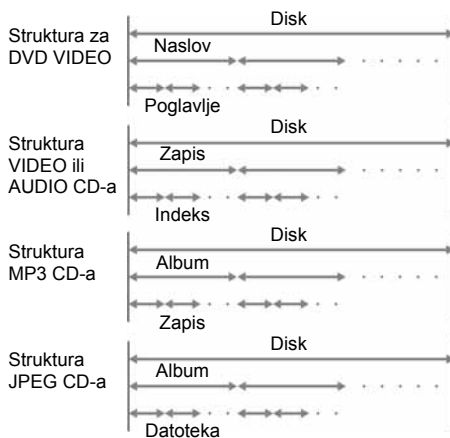 Disk
Struktura za
DVD VIDEO
Naslov
Poglavlje
Disk
Struktura
VIDEO ili
AUDIO CD-a
Zapis
Indeks
Disk
Struktura
MP3 CD-a
Album
Zapis
Disk
Struktura
JPEG CD-a
Album
Datoteka